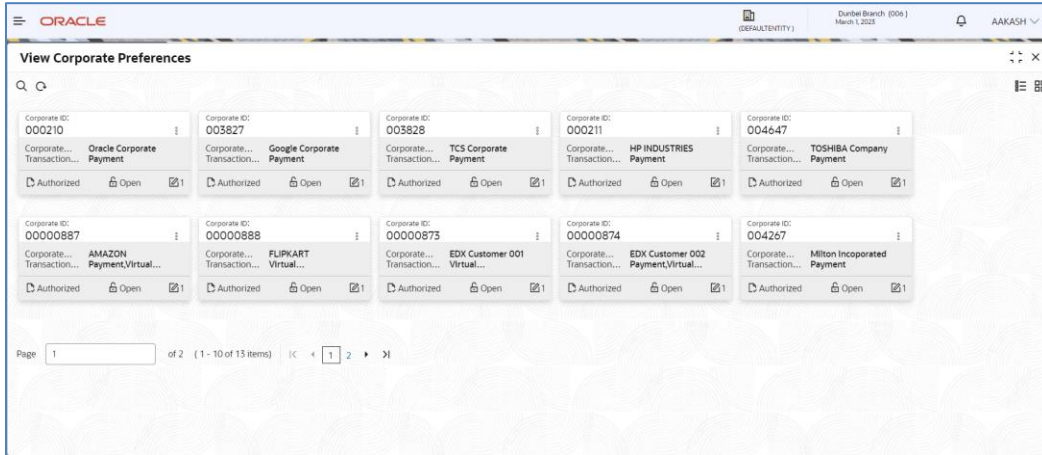 ORACLE
(DEFAULTENTITY)
Dunbei Branch (006 )
March 1, 2025
AAKASH
View Corporate Preferences
Corporate ID:
000210
Corporate... Oracle Corporate
Transaction... Payment
Authorized Open 1
Corporate ID:
003827
Corporate... Google Corporate
Transaction... Payment
Authorized Open 1
Corporate ID:
003828
Corporate... TCS Corporate
Transaction... Payment
Authorized Open 1
Corporate ID:
000211
Corporate... HP INDUSTRIES
Transaction... Payment
Authorized Open 1
Corporate ID:
004647
Corporate... TOSHIBA Company
Transaction... Payment
Authorized Open 1
Corporate ID:
00000887
Corporate... AMAZON
Transaction... Payment,Virtual...
Authorized Open 1
Corporate ID:
00000888
Corporate... FLIPKART
Transaction... Virtual...
Authorized Open 1
Corporate ID:
00000873
Corporate... EDX Customer 001
Transaction... Virtual...
Authorized Open 1
Corporate ID:
00000874
Corporate... EDX Customer 002
Transaction... Payment,Virtual...
Authorized Open 1
Corporate ID:
004267
Corporate... Milton Incoporated
Transaction... Payment
Authorized Open 1
Page 1 of 2 (1 - 10 of 13 items) 1 2